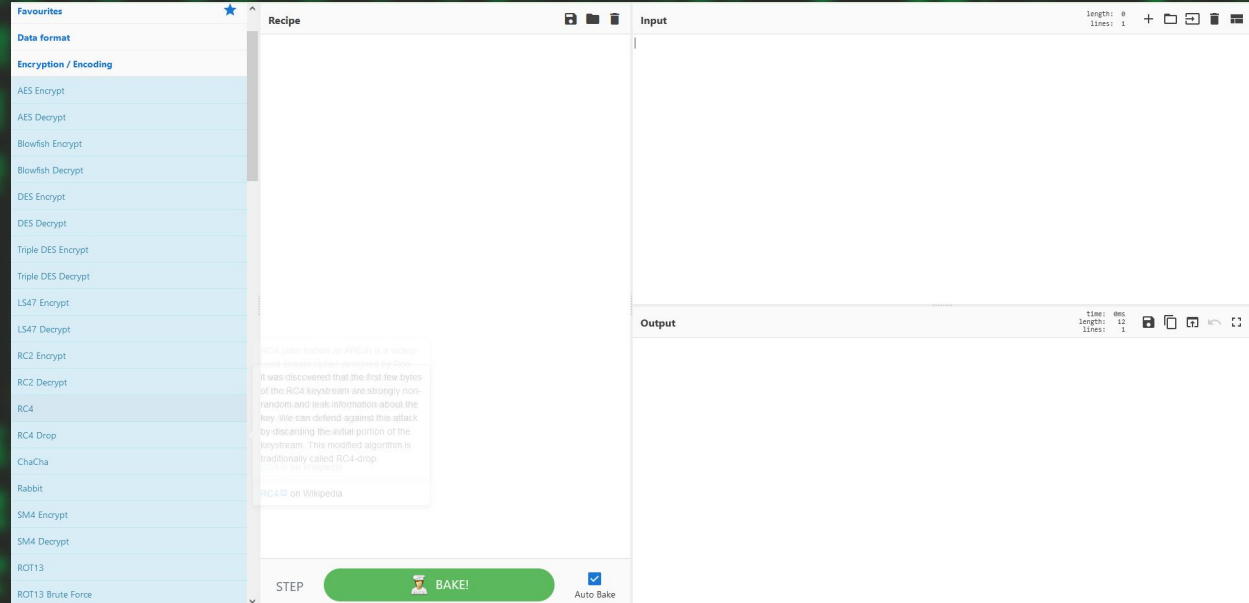 Favourites
Data format
Encryption / Encoding
AES Encrypt
AES Decrypt
Blowfish Encrypt
Blowfish Decrypt
DES Encrypt
DES Decrypt
Triple DES Encrypt
Triple DES Decrypt
LS47 Encrypt
LS47 Decrypt
RC2 Encrypt
RC2 Decrypt
RC4
RC4 Drop
ChaCha
Rabbit
SM4 Encrypt
SM4 Decrypt
ROT13
ROT13 Brute Force
Recipe
It was discovered that the first few bytes
of the RC4 keystream are strongly non-
random and leak information about the
key. We can defend against this attack
by discarding the initial portion of the
keystream. This modified algorithm is
traditionally called RC4-drop.
RC4 on Wikipedia
STEP
BAKE!
Auto Bake
Input
length: 0
lines: 1
Output
time: 0ms
length: 12
lines: 1